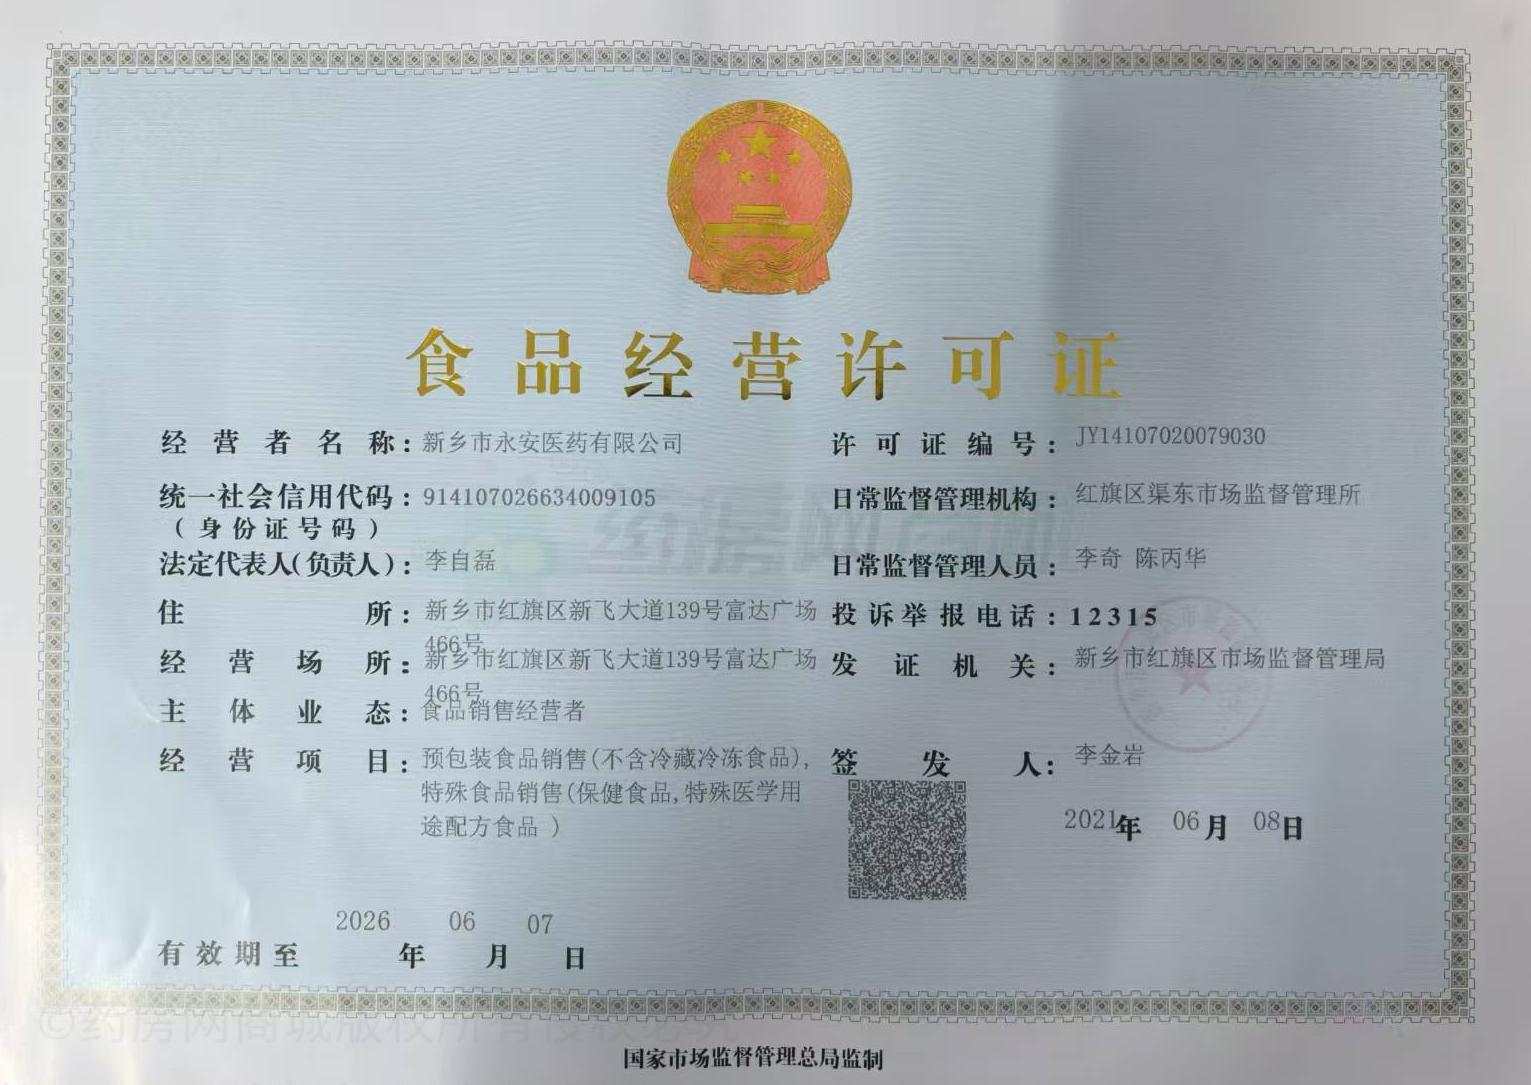 食品经营许可证
经营者名称：新乡市永安医药有限公司
许可证编号：JY14107020079030
统一社会信用代码：914107026634009105
（身份证号码）
日常监督管理机构：红旗区渠东市场监督管理所
法定代表人(负责人)：李自磊
日常监督管理人员：李奇 陈丙华
住所：新乡市红旗区新飞大道139号富达广场
466号
投诉举报电话：12315
经营场所：新乡市红旗区新飞大道139号富达广场
466号
发证机关：新乡市红旗区市场监督管理局
主体业态：食品销售经营者
经营项目：预包装食品销售(不含冷藏冷冻食品),
特殊食品销售(保健食品,特殊医学用
途配方食品 )
签发人：李金岩
2021年 06月 08日
有效期至 2026年 06月 07日
©药房网商城版权所有侵权必究
国家市场监督管理总局监制